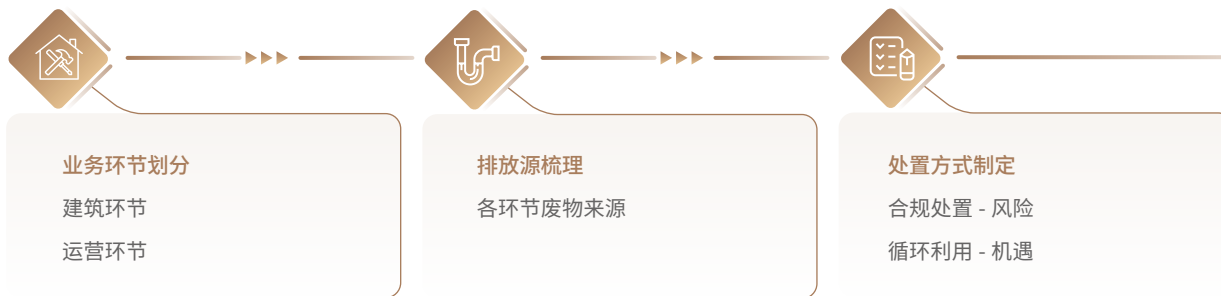 业务环节划分
建筑环节
运营环节
排放源梳理
各环节废物来源
处置方式制定
合规处置 - 风险
循环利用 - 机遇